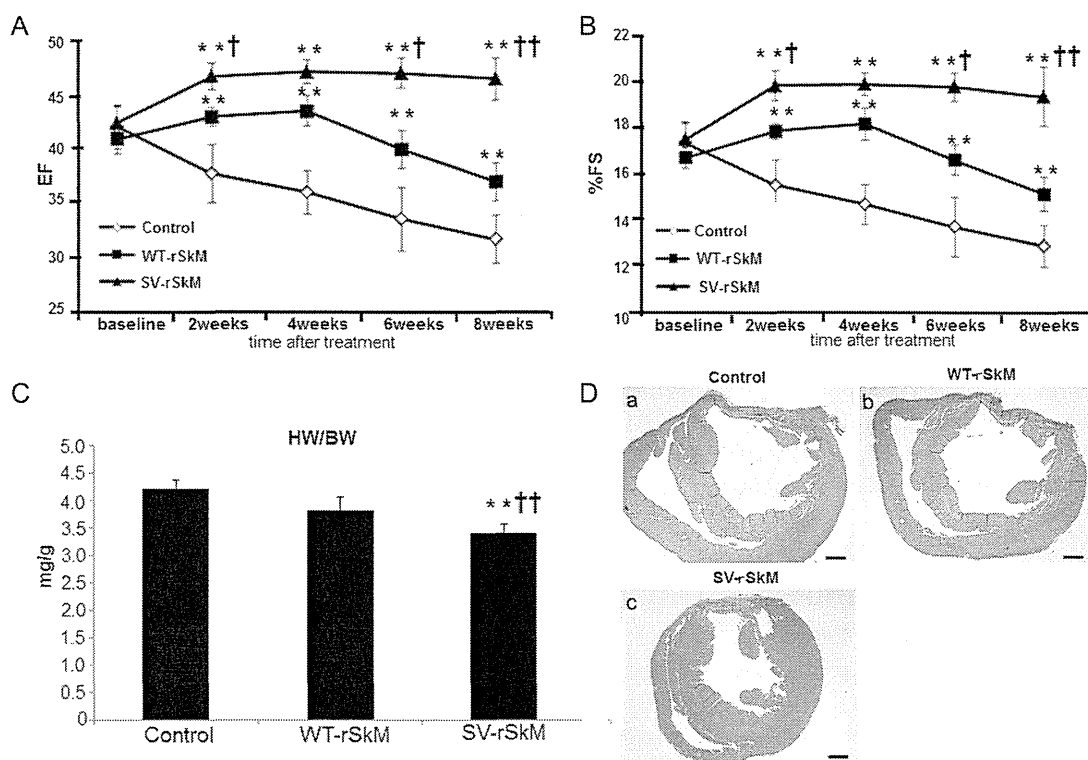 A
EF
50
45
40
35
30
25
**†
**
**†
**††
**
**
**
**
Control
WT-rSkM
SV-rSkM
baseline 2weeks 4weeks 6weeks 8weeks
time after treatment
B
%FS
22
20
18
16
14
12
10
**†
**
**†
**††
**
**
**
**
Control
WT-rSkM
SV-rSkM
baseline 2weeks 4weeks 6weeks 8weeks
time after treatment
C
HW/BW
mg/g
5.0
4.5
4.0
3.5
3.0
2.5
2.0
1.5
1.0
0.5
0
**††
Control WT-rSkM SV-rSkM
D
Control
a
WT-rSkM
b
SV-rSkM
c